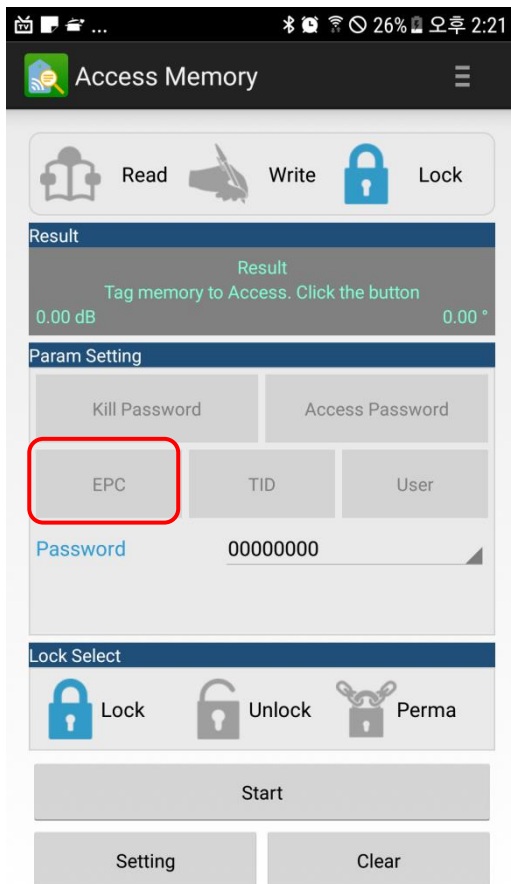 ... 26% 오후 2:21
Access Memory
Read Write Lock
Result
Result
Tag memory to Access. Click the button
0.00 dB 0.00 °
Param Setting
Kill Password Access Password
EPC TID User
Password 00000000
Lock Select
Lock Unlock Perma
Start
Setting Clear